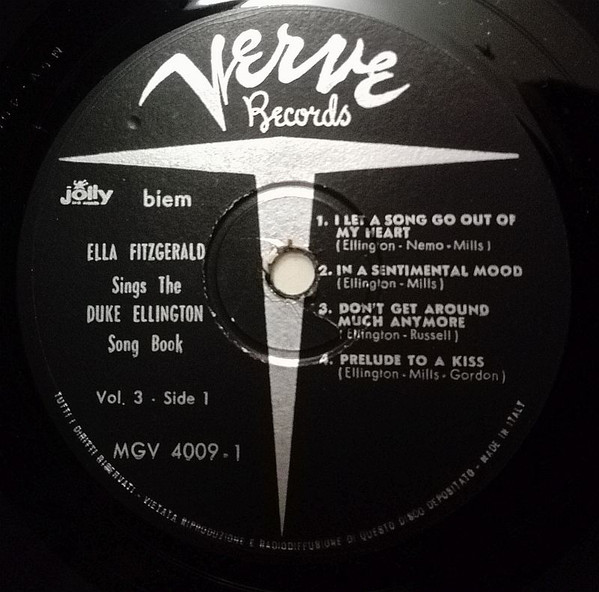 Verve
Records
jolly
biem
ELLA FITZGERALD
Sings The
DUKE ELLINGTON
Song Book
Vol. 3 - Side 1
MGV 4009-1
1. I LET A SONG GO OUT OF
MY HEART
(Ellington - Nemo - Mills)
2. IN A SENTIMENTAL MOOD
(Ellington - Mills)
3. DON'T GET AROUND
MUCH ANYMORE
(Ellington - Russell)
4. PRELUDE TO A KISS
(Ellington - Mills - Gordon)
TUTTI I DIRITTI RISERVATI - VIETATA RIPRODUZIONE E RADIODIFFUSIONE DI QUESTO DISCO DEPOSITATO - MADE IN ITALY